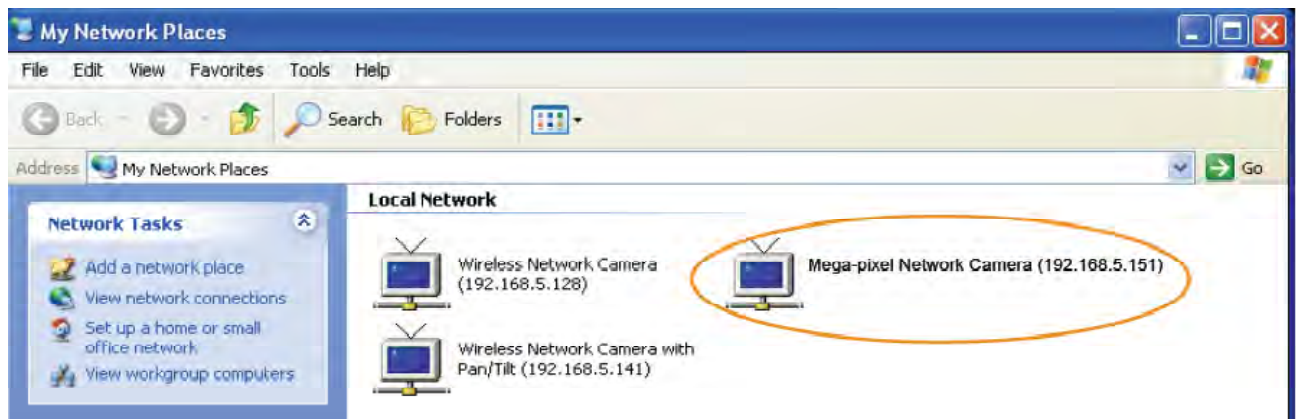 My Network Places
File Edit View Favorites Tools Help
Back Search Folders
Address My Network Places Go
Network Tasks
Add a network place
View network connections
Set up a home or small
office network
View workgroup computers
Local Network
Wireless Network Camera
(192.168.5.128)
Mega-pixel Network Camera (192.168.5.151)
Wireless Network Camera with
Pan/Tilt (192.168.5.141)